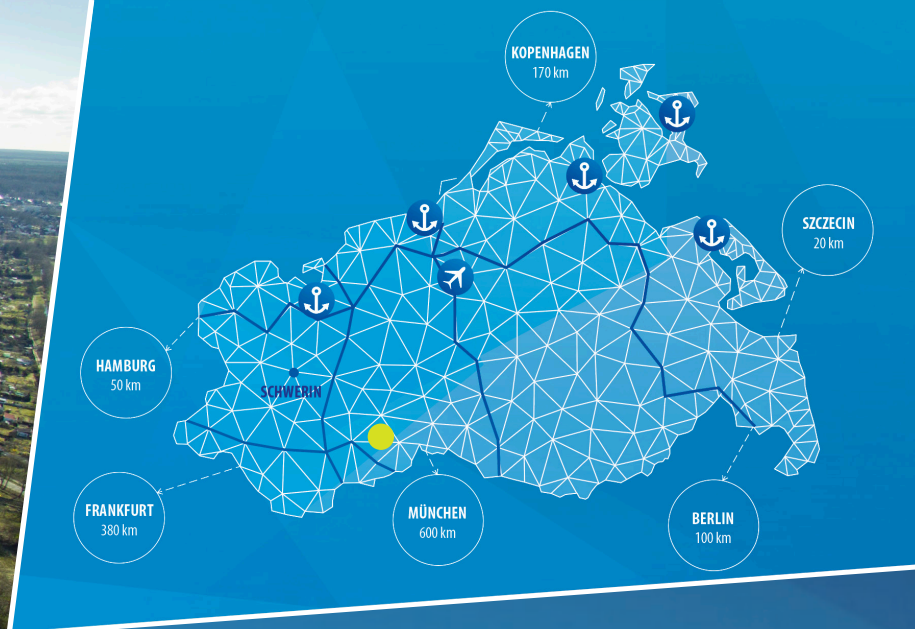 KOPENHAGEN
170 km
SZCZECIN
20 km
HAMBURG
50 km
SCHWERIN
FRANKFURT
380 km
MÜNCHEN
600 km
BERLIN
100 km